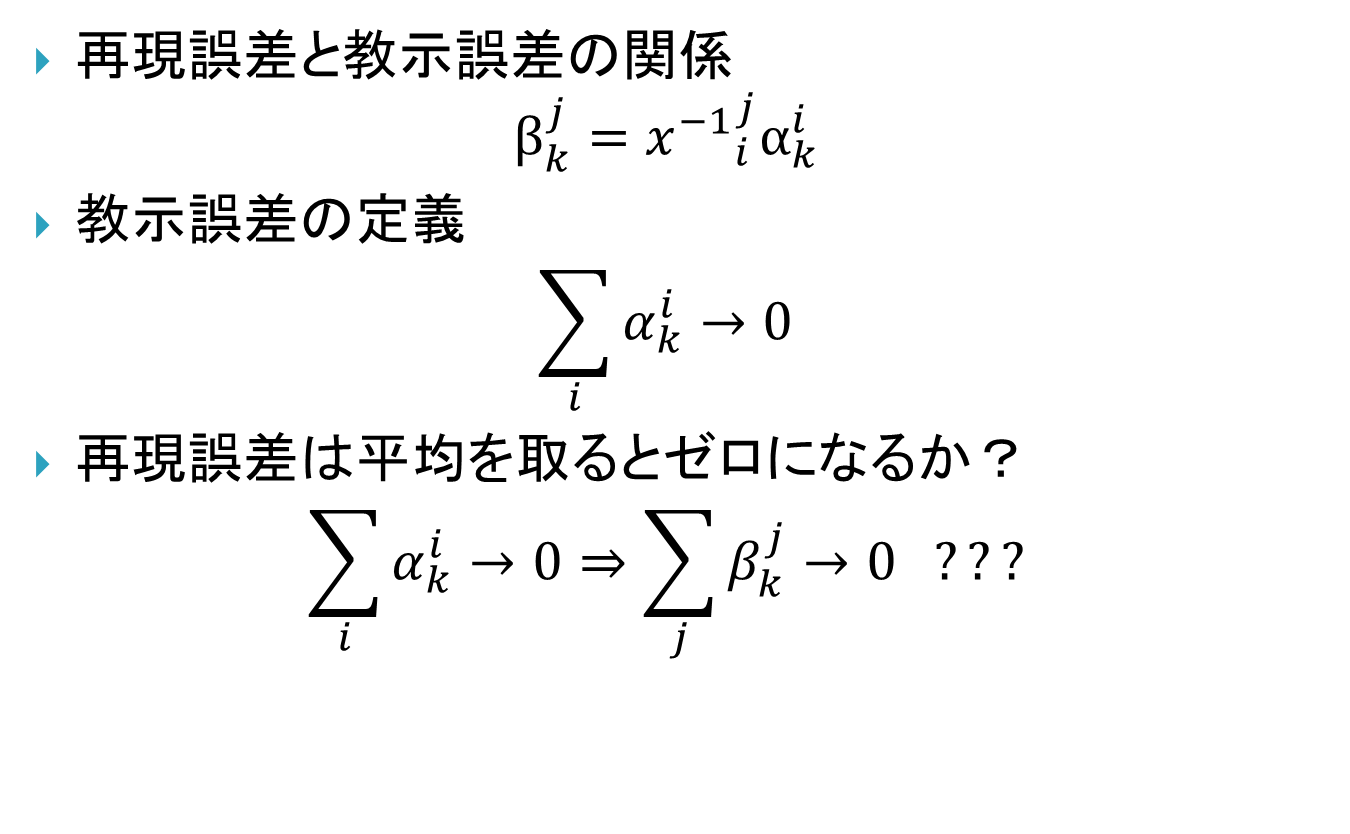 再現誤差と教示誤差の関係
β_k^j = x^{-1}{}_i^j α_k^i
教示誤差の定義
∑_i α_k^i → 0
再現誤差は平均を取るとゼロになるか？
∑_i α_k^i → 0 ⇒ ∑_j β_k^j → 0 ???